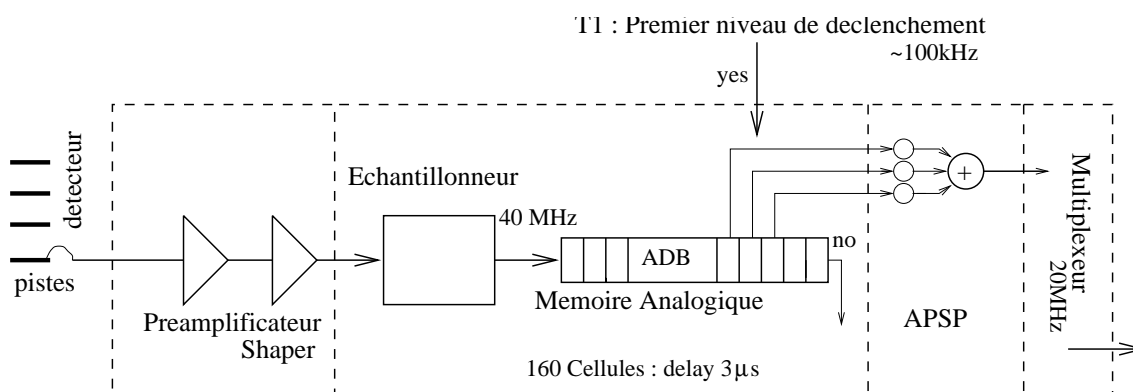 T1 : Premier niveau de declenchement
~100kHz
yes
detecteur
Echantillonneur
40 MHz
+
Multiplexeur
20MHz
no
ADB
pistes
Memoire Analogique
Preamplificateur
Shaper
APSP
160 Cellules : delay 3μs